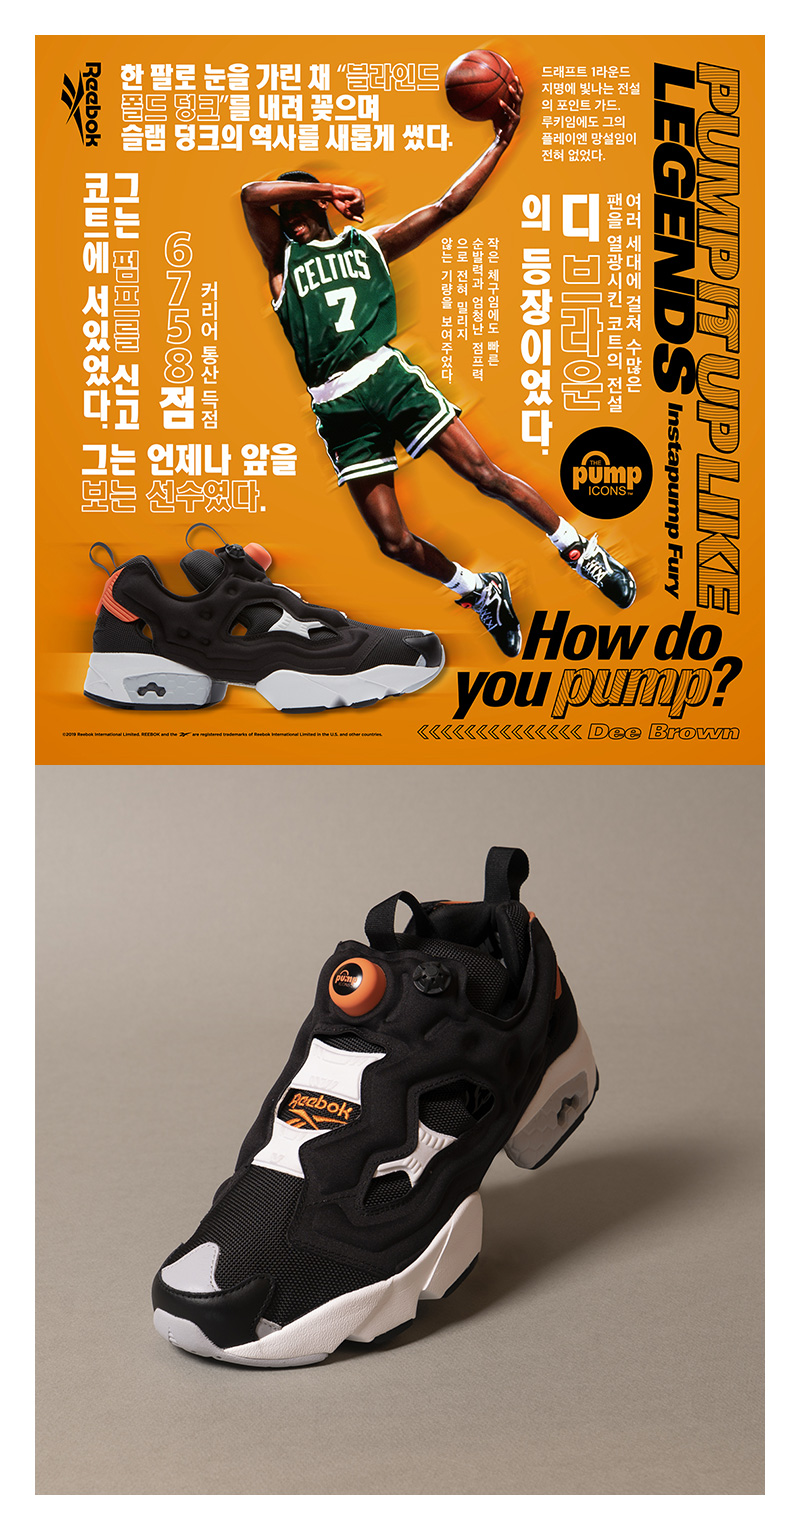 Reebok
한 팔로 눈을 가린 채 “블라인드
폴드 덩크”를 내려 꽂으며
슬램 덩크의 역사를 새롭게 썼다.
드래프트 1라운드
지명에 빛나는 전설
의 포인트 가드.
루키임에도 그의
플레이엔 망설임이
전혀 없었다.
PUMP IT UP LIKE
LEGENDS Instapump Fury
여러 세대에 걸쳐 수많은
팬을 열광시킨 코트의 전설
디 브라운
의 등장이었다.
작은 체구임에도 빠른
순발력과 엄청난 점프력
으로 전혀 밀리지
않는 기량을 보여주었다.
CELTICS
7
그는 펌프를 신고
코트에 서있었다.
커리어 통산 득점
6758점
그는 언제나 앞을
보는 선수였다.
THE
pump
ICONS™
How do
you pump?
Dee Brown
©2019 Reebok International Limited. REEBOK and the are registered trademarks of Reebok International Limited in the U.S. and other countries.
pump
ICONS
Reebok